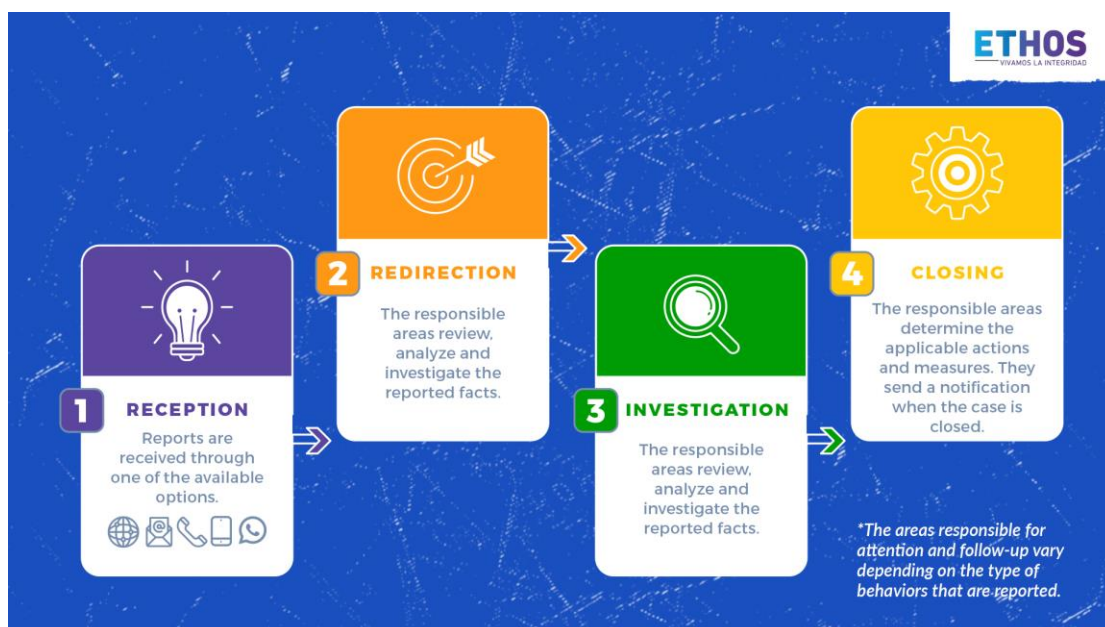 ETHOS
VIVAMOS LA INTEGRIDAD
1
RECEPTION
Reports are
received through
one of the available
options.
2
REDIRECTION
The responsible
areas review,
analyze and
investigate the
reported facts.
3
INVESTIGATION
The responsible
areas review,
analyze and
investigate the
reported facts.
4
CLOSING
The responsible areas
determine the
applicable actions
and measures. They
send a notification
when the case is
closed.
*The areas responsible for
attention and follow-up vary
depending on the type of
behaviors that are reported.